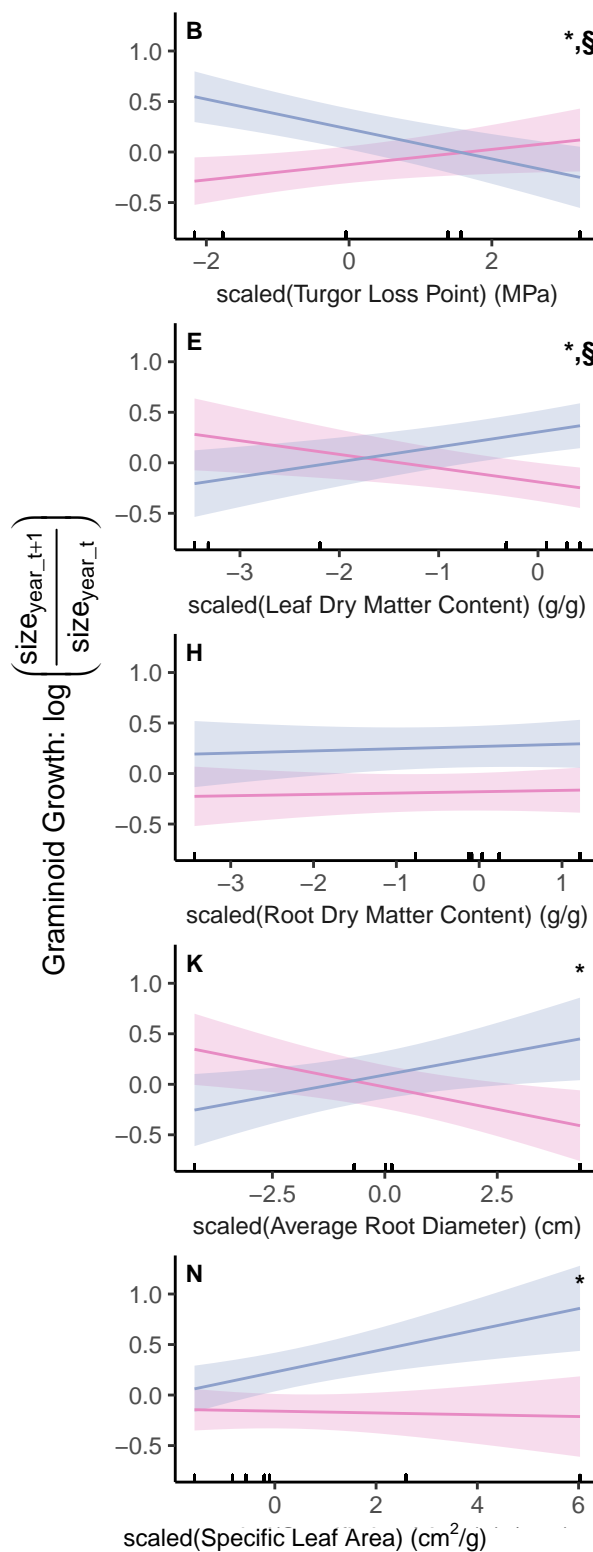 Graminoid Growth: log (size_year_t+1 / size_year_t)
B
*,§
1.0
0.5
0.0
−0.5
−2 0 2
scaled(Turgor Loss Point) (MPa)
E
*,§
1.0
0.5
0.0
−0.5
−3 −2 −1 0
scaled(Leaf Dry Matter Content) (g/g)
H
1.0
0.5
0.0
−0.5
−3 −2 −1 0 1
scaled(Root Dry Matter Content) (g/g)
K
*
1.0
0.5
0.0
−0.5
−2.5 0.0 2.5
scaled(Average Root Diameter) (cm)
N
*
1.0
0.5
0.0
−0.5
0 2 4 6
scaled(Specific Leaf Area) (cm²/g)